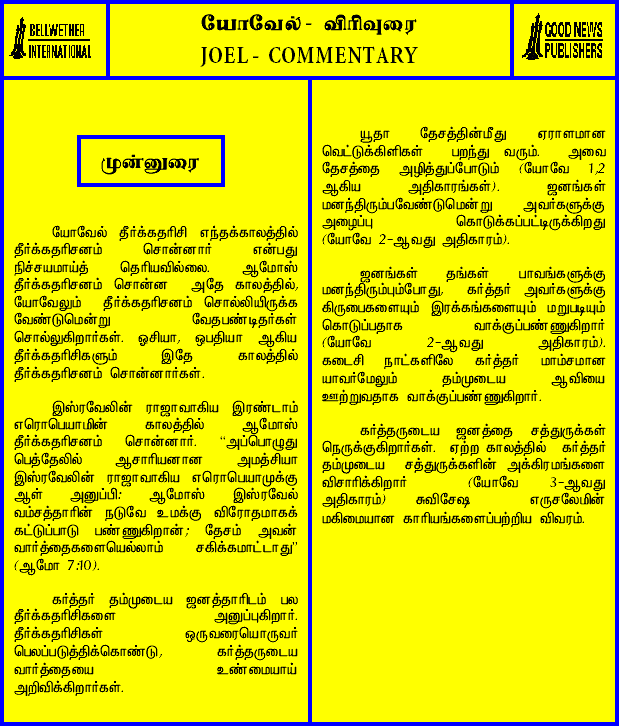 BELLWETHER
INTERNATIONAL
யோவேல் - விரிவுரை
JOEL - COMMENTARY
GOOD NEWS
PUBLISHERS
முன்னுரை
யோவேல் தீர்க்கதரிசி எந்தக்காலத்தில்
தீர்க்கதரிசனம் சொன்னார் என்பது
நிச்சயமாய்த் தெரியவில்லை. ஆமோஸ்
தீர்க்கதரிசனம் சொன்ன அதே காலத்தில்,
யோவேலும் தீர்க்கதரிசனம் சொல்லியிருக்க
வேண்டுமென்று வேதபண்டிதர்கள்
சொல்லுகிறார்கள். ஓசியா, ஒபதியா ஆகிய
தீர்க்கதரிசிகளும் இதே காலத்தில்
தீர்க்கதரிசனம் சொன்னார்கள்.
இஸ்ரவேலின் ராஜாவாகிய இரண்டாம்
எரொபெயாமின் காலத்தில் ஆமோஸ்
தீர்க்கதரிசனம் சொன்னார். "அப்பொழுது
பெத்தேலில் ஆசாரியனான அமத்சியா
இஸ்ரவேலின் ராஜாவாகிய எரொபெயாமுக்கு
ஆள் அனுப்பி: ஆமோஸ் இஸ்ரவேல்
வம்சத்தாரின் நடுவே உமக்கு விரோதமாகக்
கட்டுப்பாடு பண்ணுகிறான்; தேசம் அவன்
வார்த்தைகளையெல்லாம் சகிக்கமாட்டாது"
(ஆமோ 7:10).
கர்த்தர் தம்முடைய ஜனத்தாரிடம் பல
தீர்க்கதரிசிகளை அனுப்புகிறார்.
தீர்க்கதரிசிகள் ஒருவரையொருவர்
பெலப்படுத்திக்கொண்டு, கர்த்தருடைய
வார்த்தையை உண்மையாய்
அறிவிக்கிறார்கள்.
யூதா தேசத்தின்மீது ஏராளமான
வெட்டுக்கிளிகள் பறந்து வரும். அவை
தேசத்தை அழித்துப்போடும் (யோவே 1,2
ஆகிய அதிகாரங்கள்). ஜனங்கள்
மனந்திரும்பவேண்டுமென்று அவர்களுக்கு
அழைப்பு கொடுக்கப்பட்டிருக்கிறது
(யோவே 2-ஆவது அதிகாரம்).
ஜனங்கள் தங்கள் பாவங்களுக்கு
மனந்திரும்பும்போது, கர்த்தர் அவர்களுக்கு
கிருபைகளையும் இரக்கங்களையும் மறுபடியும்
கொடுப்பதாக வாக்குப்பண்ணுகிறார்
(யோவே 2-ஆவது அதிகாரம்).
கடைசி நாட்களிலே கர்த்தர் மாம்சமான
யாவர்மேலும் தம்முடைய ஆவியை
ஊற்றுவதாக வாக்குப்பண்ணுகிறார்.
கர்த்தருடைய ஜனத்தை சத்துருக்கள்
நெருக்குகிறார்கள். ஏற்ற காலத்தில் கர்த்தர்
தம்முடைய சத்துருக்களின் அக்கிரமங்களை
விசாரிக்கிறார் (யோவே 3-ஆவது
அதிகாரம்) சுவிசேஷ எருசலேமின்
மகிமையான காரியங்களைப்பற்றிய விவரம்.